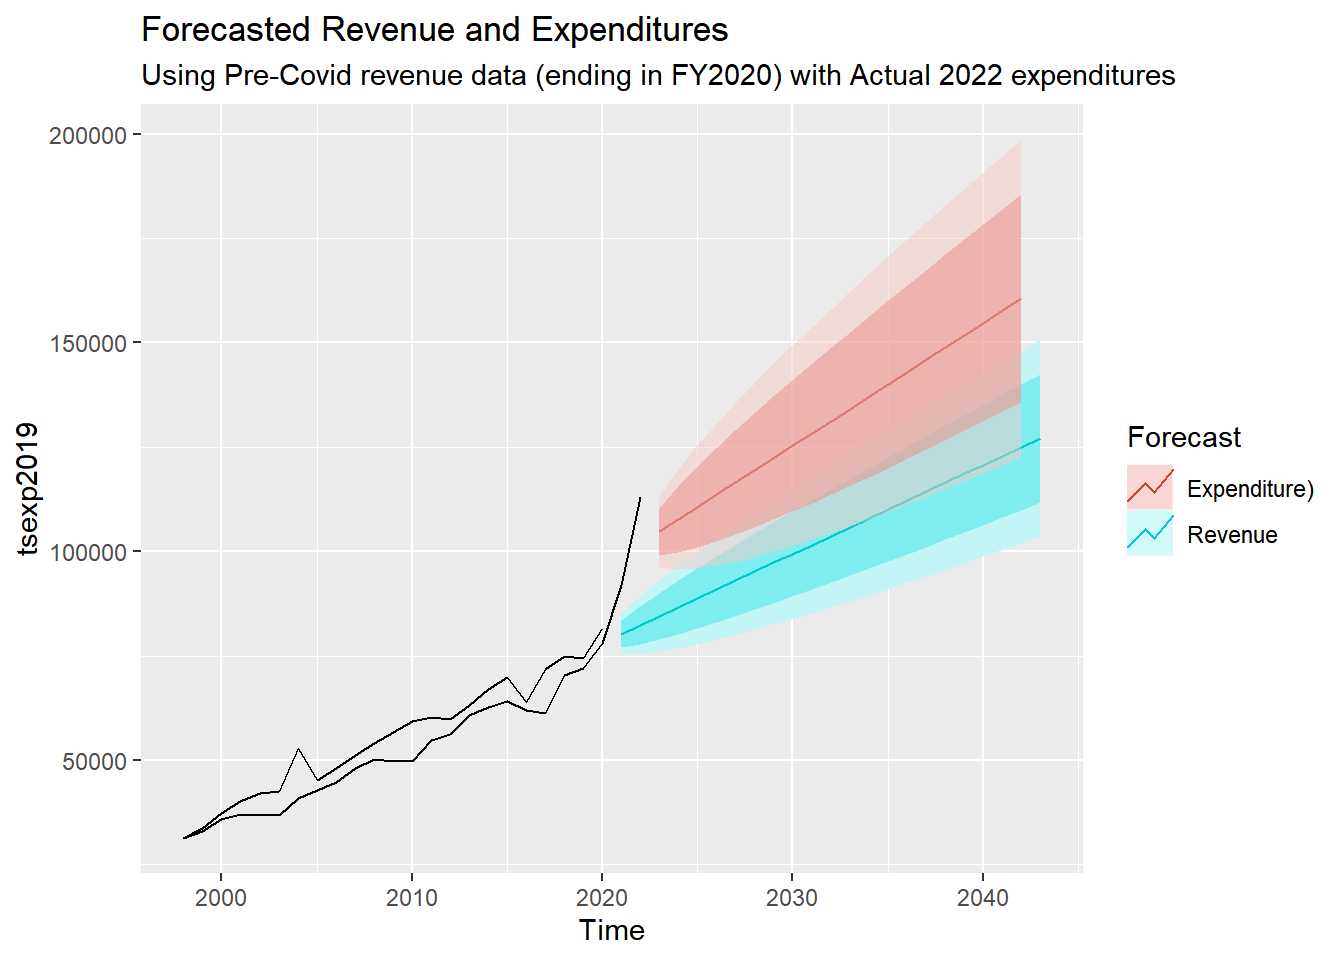 Forecasted Revenue and Expenditures
Using Pre-Covid revenue data (ending in FY2020) with Actual 2022 expenditures
200000
150000
100000
50000
tsexp2019
2000
2010
2020
2030
2040
Time
Forecast
Expenditure)
Revenue